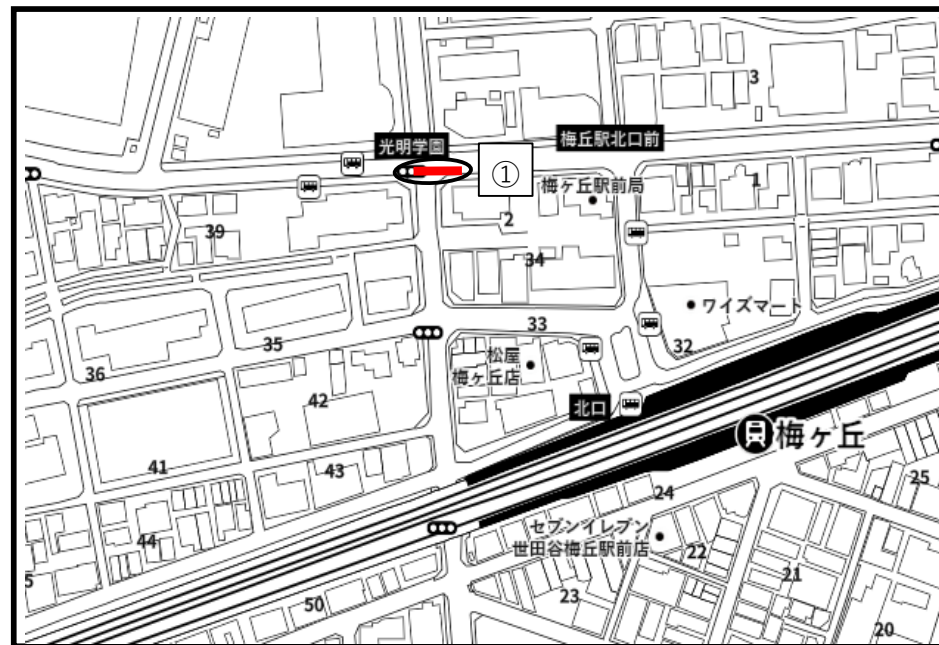 3
光明学園
梅丘駅北口前
①
1
梅ヶ丘駅前局
2
39
34
ワイズマート
33
35
32
松屋
梅ヶ丘店
36
42
北口
梅ヶ丘
41
43
25
24
セブンイレブン
世田谷梅丘駅前店
44
22
21
5
50
23
20